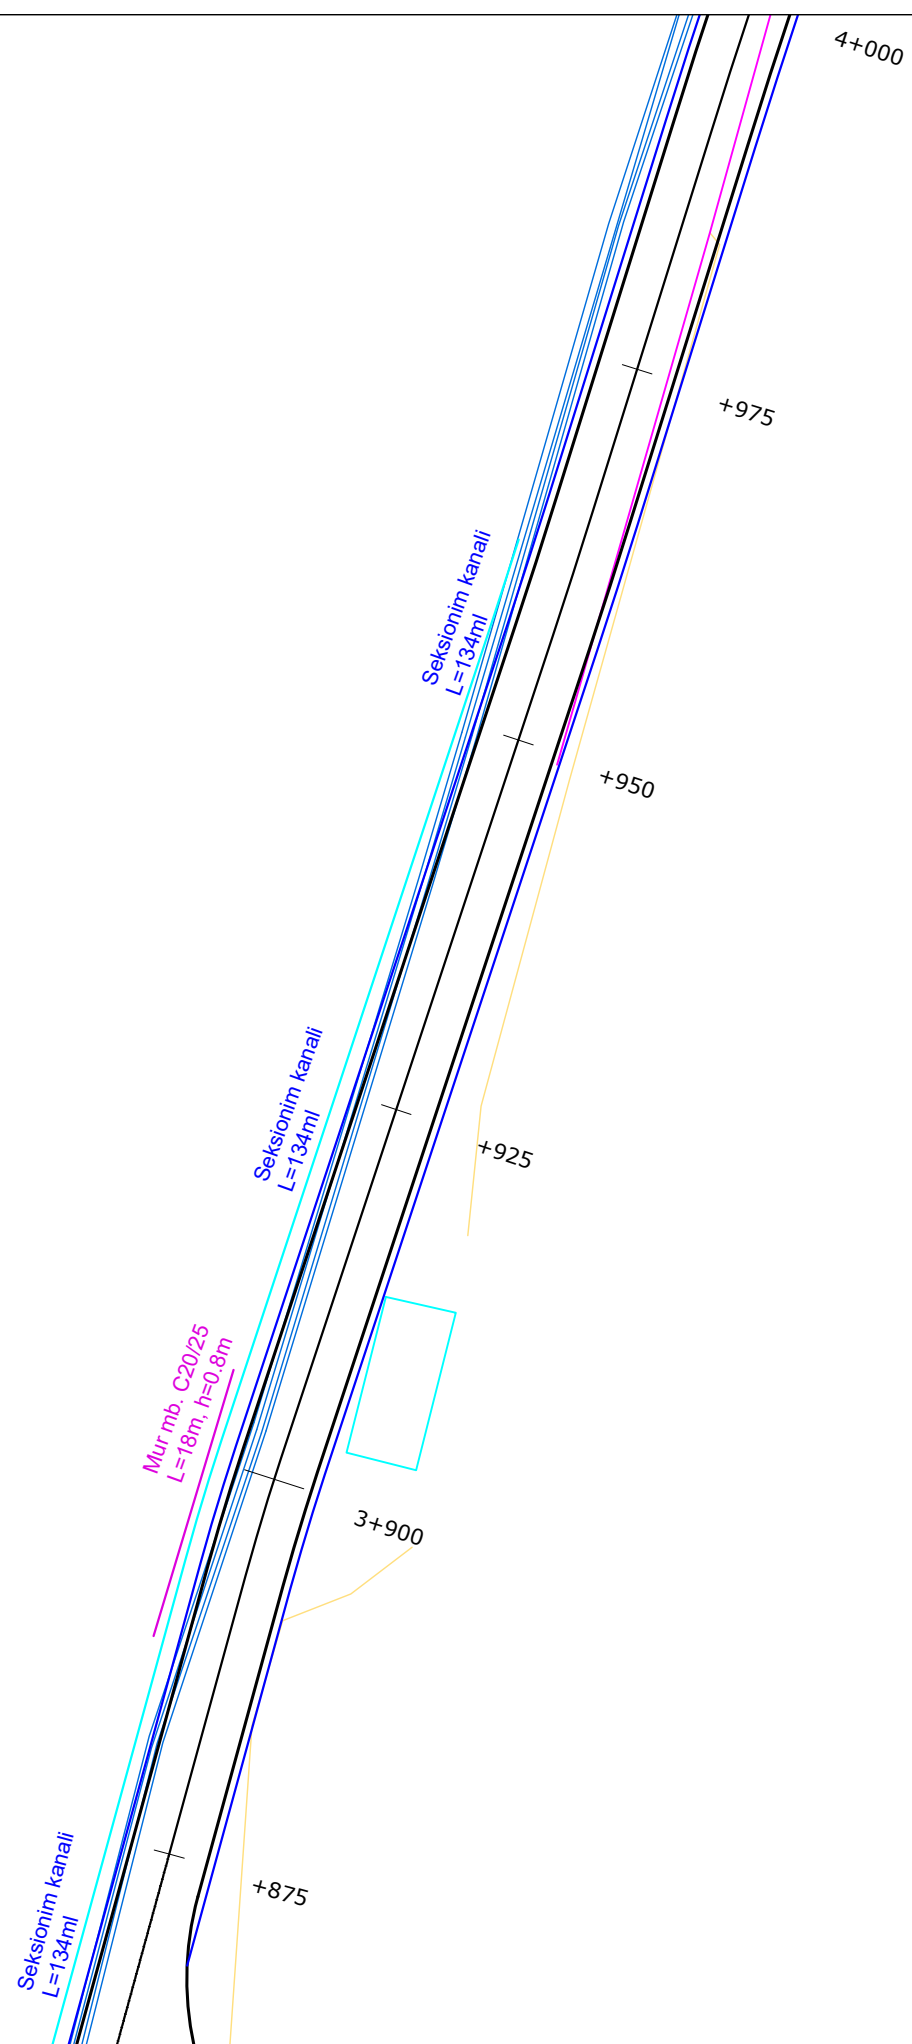 4+000
+975
Seksionim kanali
L=134ml
+950
Seksionim kanali
L=134ml
+925
Mur mb. C20/25
L=18m, h=0.8m
3+900
Seksionim kanali
L=134ml
+875